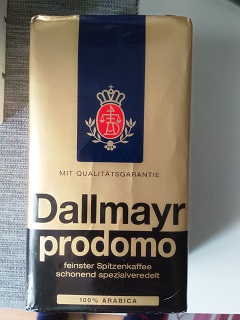 MIT QUALITÄTSGARANTIE
Dallmayr
prodomo
feinster Spitzenkaffee
schonend spezialveredelt
100% ARABICA